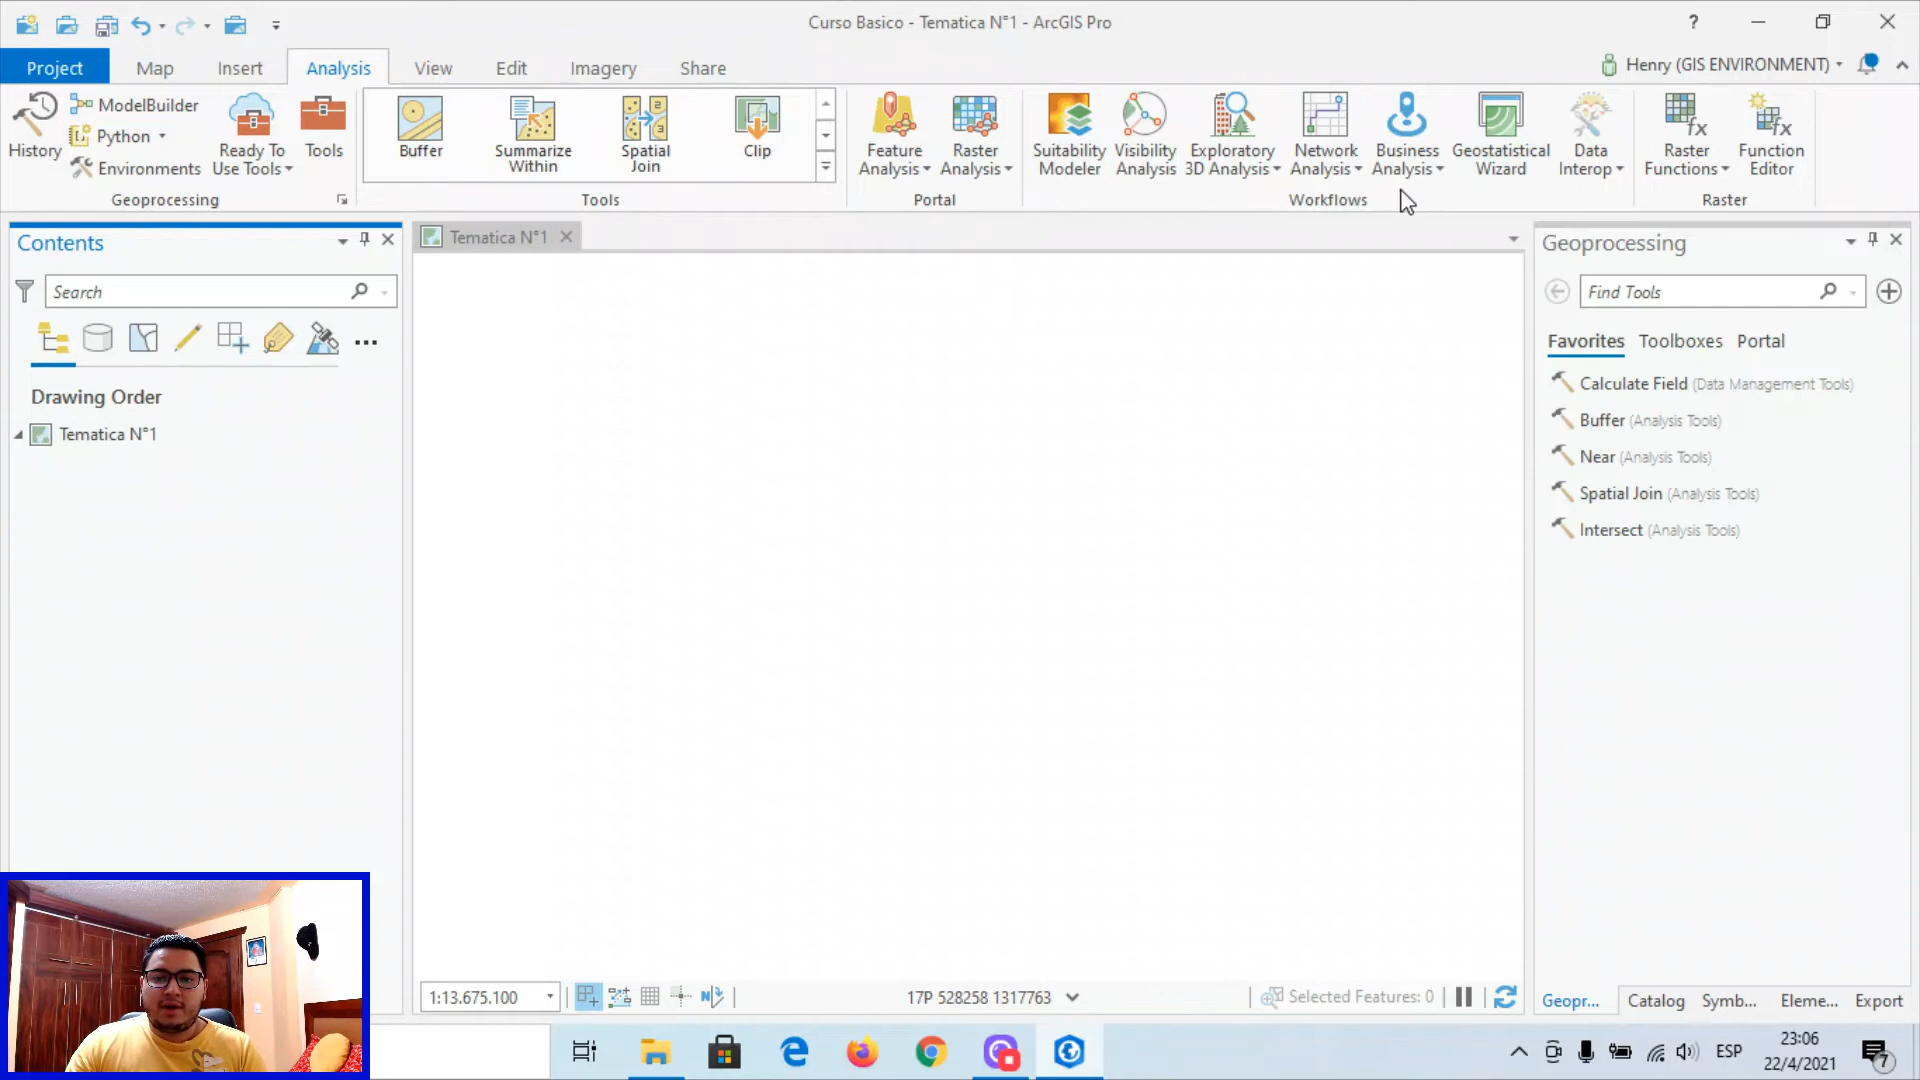 Curso Basico - Tematica N°1 - ArcGIS Pro
?
Project
Map
Insert
Analysis
View
Edit
Imagery
Share
Henry (GIS ENVIRONMENT)
History
ModelBuilder
Python
Environments
Ready To
Use Tools
Tools
Geoprocessing
Buffer
Summarize
Within
Spatial
Join
Clip
Tools
Feature
Analysis
Raster
Analysis
Portal
Suitability
Modeler
Visibility
Analysis
Exploratory
3D Analysis
Network
Analysis
Business
Analysis
Geostatistical
Wizard
Data
Interop
Workflows
Raster
Functions
Function
Editor
Raster
Contents
Search
Drawing Order
Tematica N°1
Tematica N°1
Geoprocessing
Find Tools
Favorites
Toolboxes
Portal
Calculate Field (Data Management Tools)
Buffer (Analysis Tools)
Near (Analysis Tools)
Spatial Join (Analysis Tools)
Intersect (Analysis Tools)
1:13.675.100
17P 528258 1317763
Selected Features: 0
Geopr...
Catalog
Symb...
Eleme...
Export
ESP
23:06
22/4/2021
7